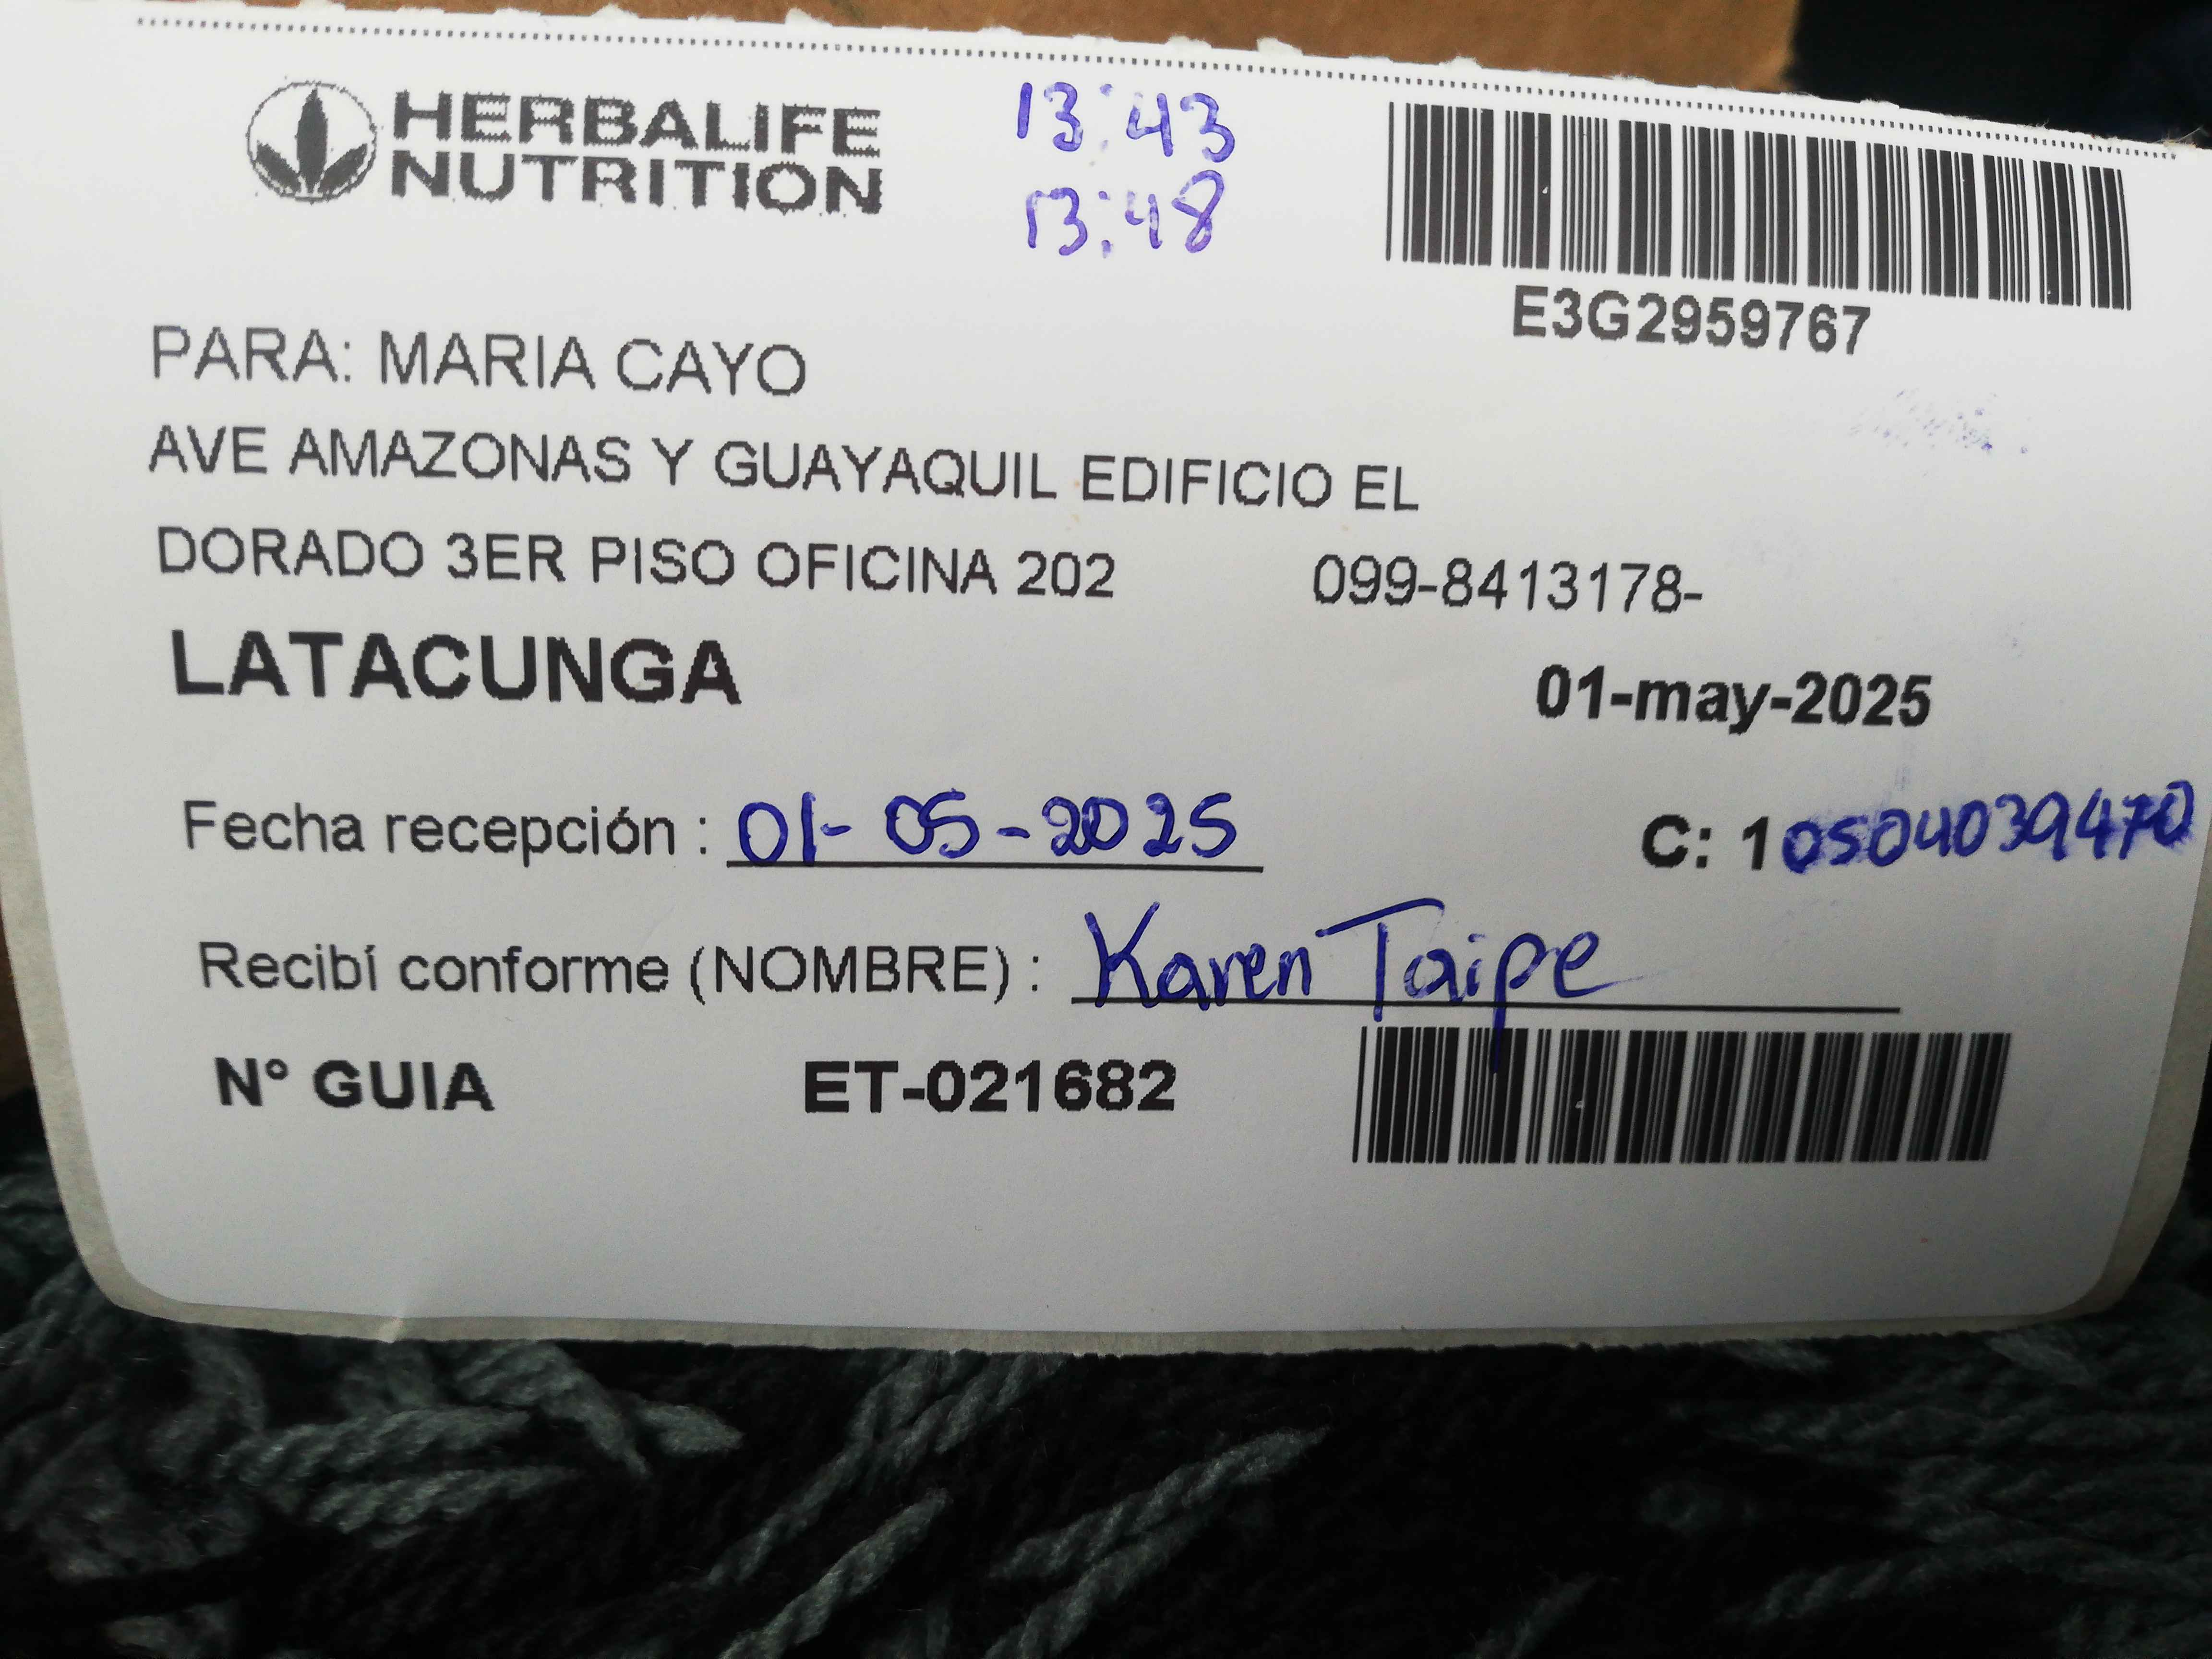 HERBALIFE
NUTRITION
13:43
13:48
E3G2959767
PARA: MARIA CAYO
AVE AMAZONAS Y GUAYAQUIL EDIFICIO EL
DORADO 3ER PISO OFICINA 202 099-8413178-
LATACUNGA
01-may-2025
Fecha recepción : 01-05-2025
C: 1 0504039470
Recibí conforme (NOMBRE) : Karen Taipe
N° GUIA ET-021682